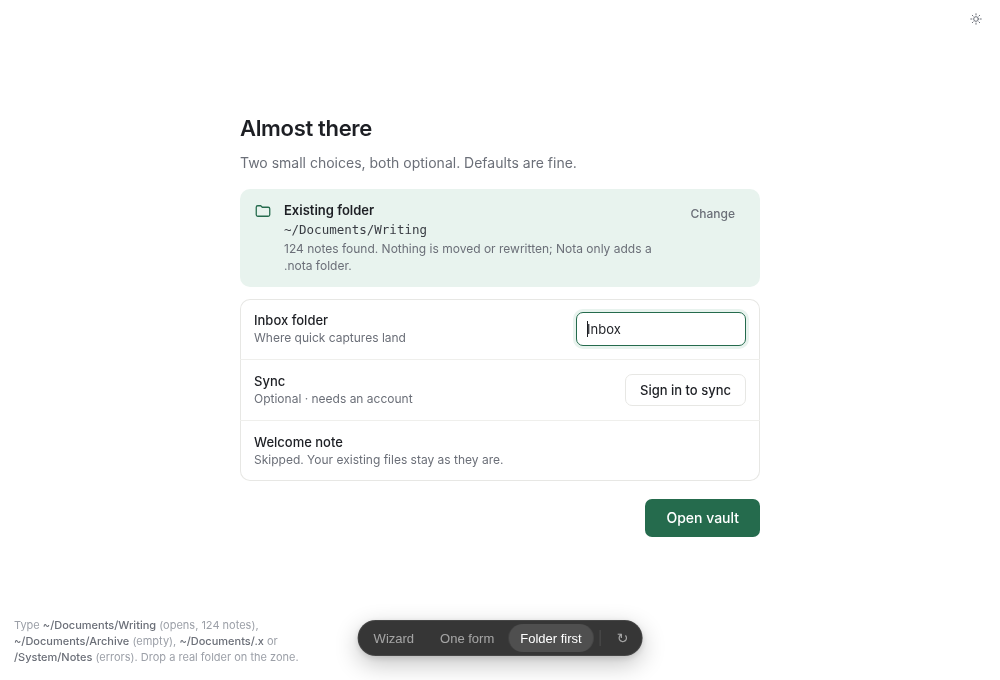 Almost there
Two small choices, both optional. Defaults are fine.
Existing folder
Change
~/Documents/Writing
124 notes found. Nothing is moved or rewritten; Nota only adds a
.nota folder.
Inbox folder
Where quick captures land
Inbox
Sync
Optional · needs an account
Sign in to sync
Welcome note
Skipped. Your existing files stay as they are.
Open vault
Type ~/Documents/Writing (opens, 124 notes),
~/Documents/Archive (empty), ~/Documents/.x or
/System/Notes (errors). Drop a real folder on the zone.
Wizard One form Folder first ↻